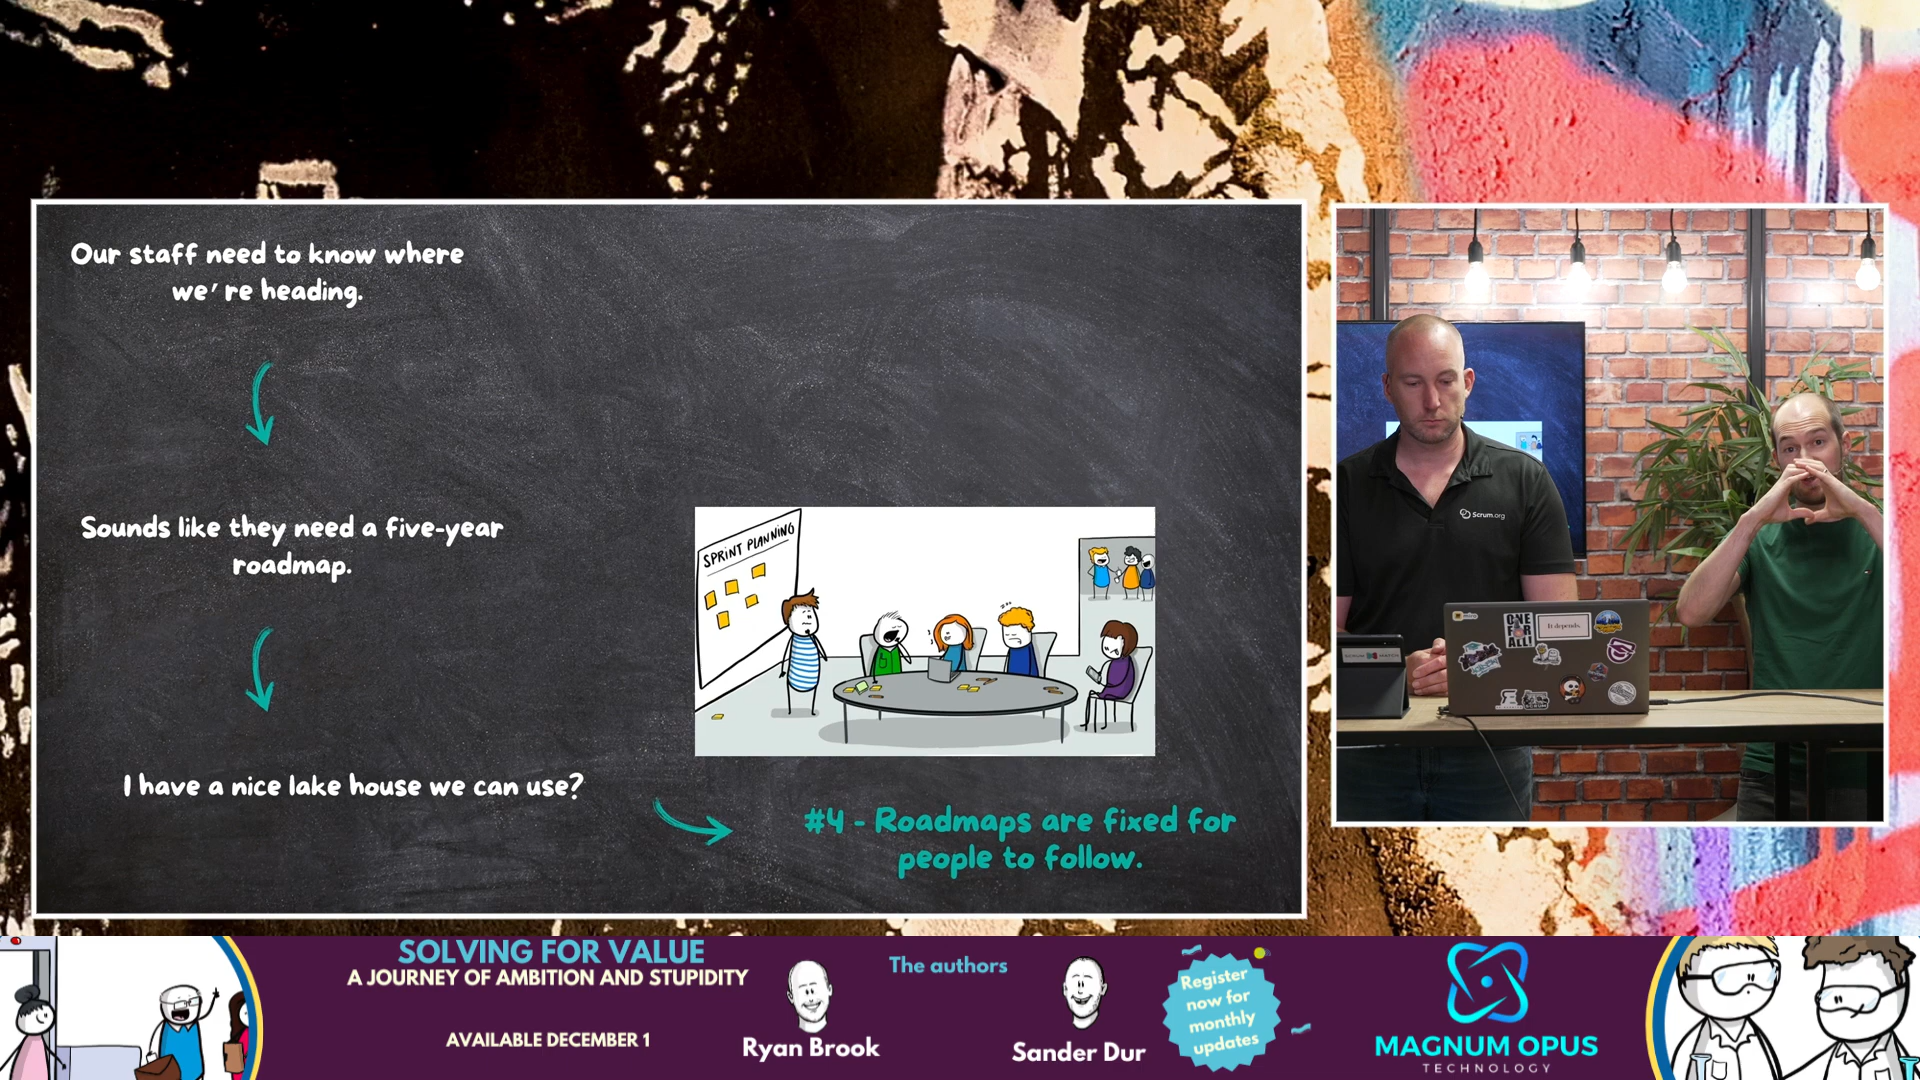 Our staff need to know where
we're heading.
Sounds like they need a five-year
roadmap.
I have a nice lake house we can use?
SPRINT PLANNING
#4 - Roadmaps are fixed for
people to follow.
Scrum.org
ONE
FOR
ALL!
It depends.
SOLVING FOR VALUE
A JOURNEY OF AMBITION AND STUPIDITY
AVAILABLE DECEMBER 1
The authors
Ryan Brook
Sander Dur
Register
now for
monthly
updates
MAGNUM OPUS
TECHNOLOGY